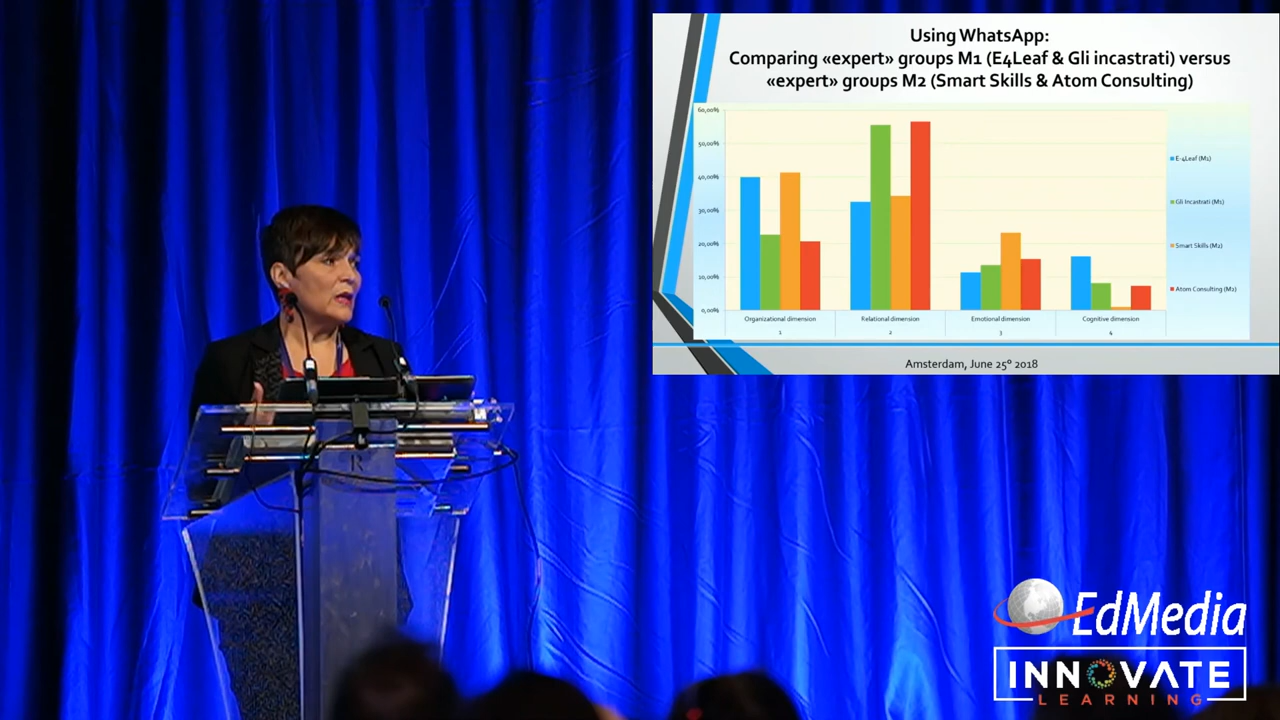 Using WhatsApp:
Comparing «expert» groups M1 (E4Leaf & Gli incastrati) versus
«expert» groups M2 (Smart Skills & Atom Consulting)
60,00%
50,00%
40,00%
30,00%
20,00%
10,00%
0,00%
Organizational dimension
Relational dimension
Emotional dimension
Cognitive dimension
1
2
3
4
E-4Leaf (M1)
Gli Incastrati (M1)
Smart Skills (M2)
Atom Consulting (M2)
Amsterdam, June 25° 2018
R
EdMedia
INNOVATE
LEARNING